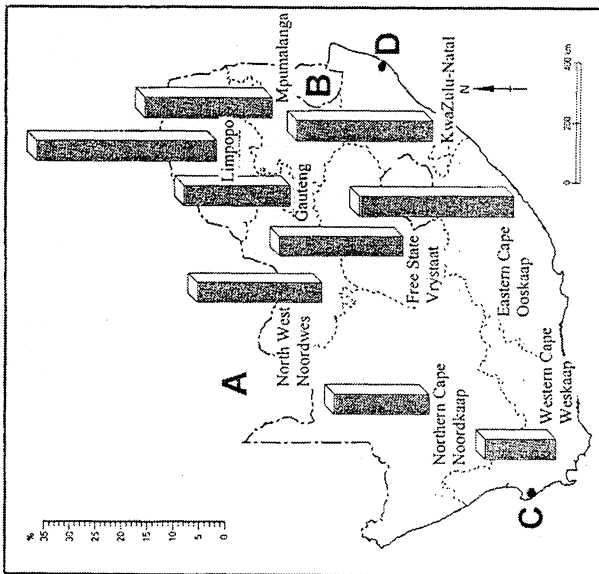 %
35
30
25
20
15
10
5
0
A
B
C
D
Limpopo
Mpumalanga
Gauteng
North West
Noordwes
Free State
Vrystaat
KwaZulu-Natal
Northern Cape
Noordkaap
Eastern Cape
Ooskaap
Western Cape
Weskaap
N
0 200 400 km